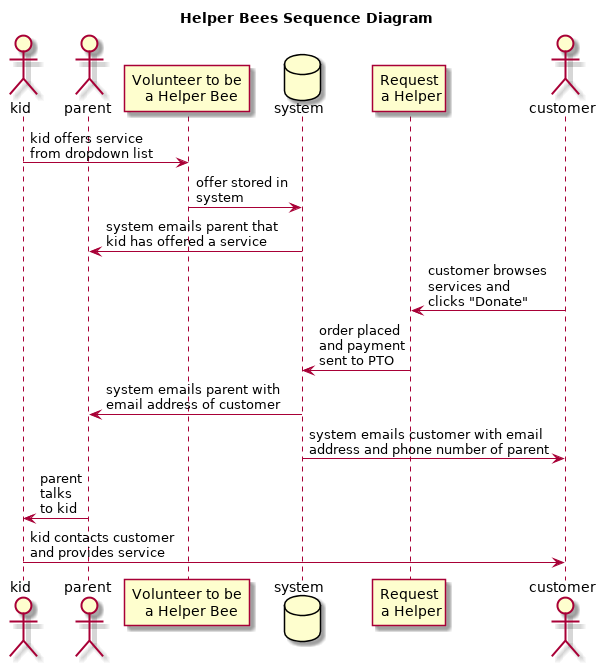 Helper Bees Sequence Diagram
kid
parent
Volunteer to be
a Helper Bee
system
Request
a Helper
customer
kid offers service
from dropdown list
offer stored in
system
system emails parent that
kid has offered a service
customer browses
services and
clicks "Donate"
order placed
and payment
sent to PTO
system emails parent with
email address of customer
system emails customer with email
address and phone number of parent
parent
talks
to kid
kid contacts customer
and provides service
kid
parent
Volunteer to be
a Helper Bee
system
Request
a Helper
customer